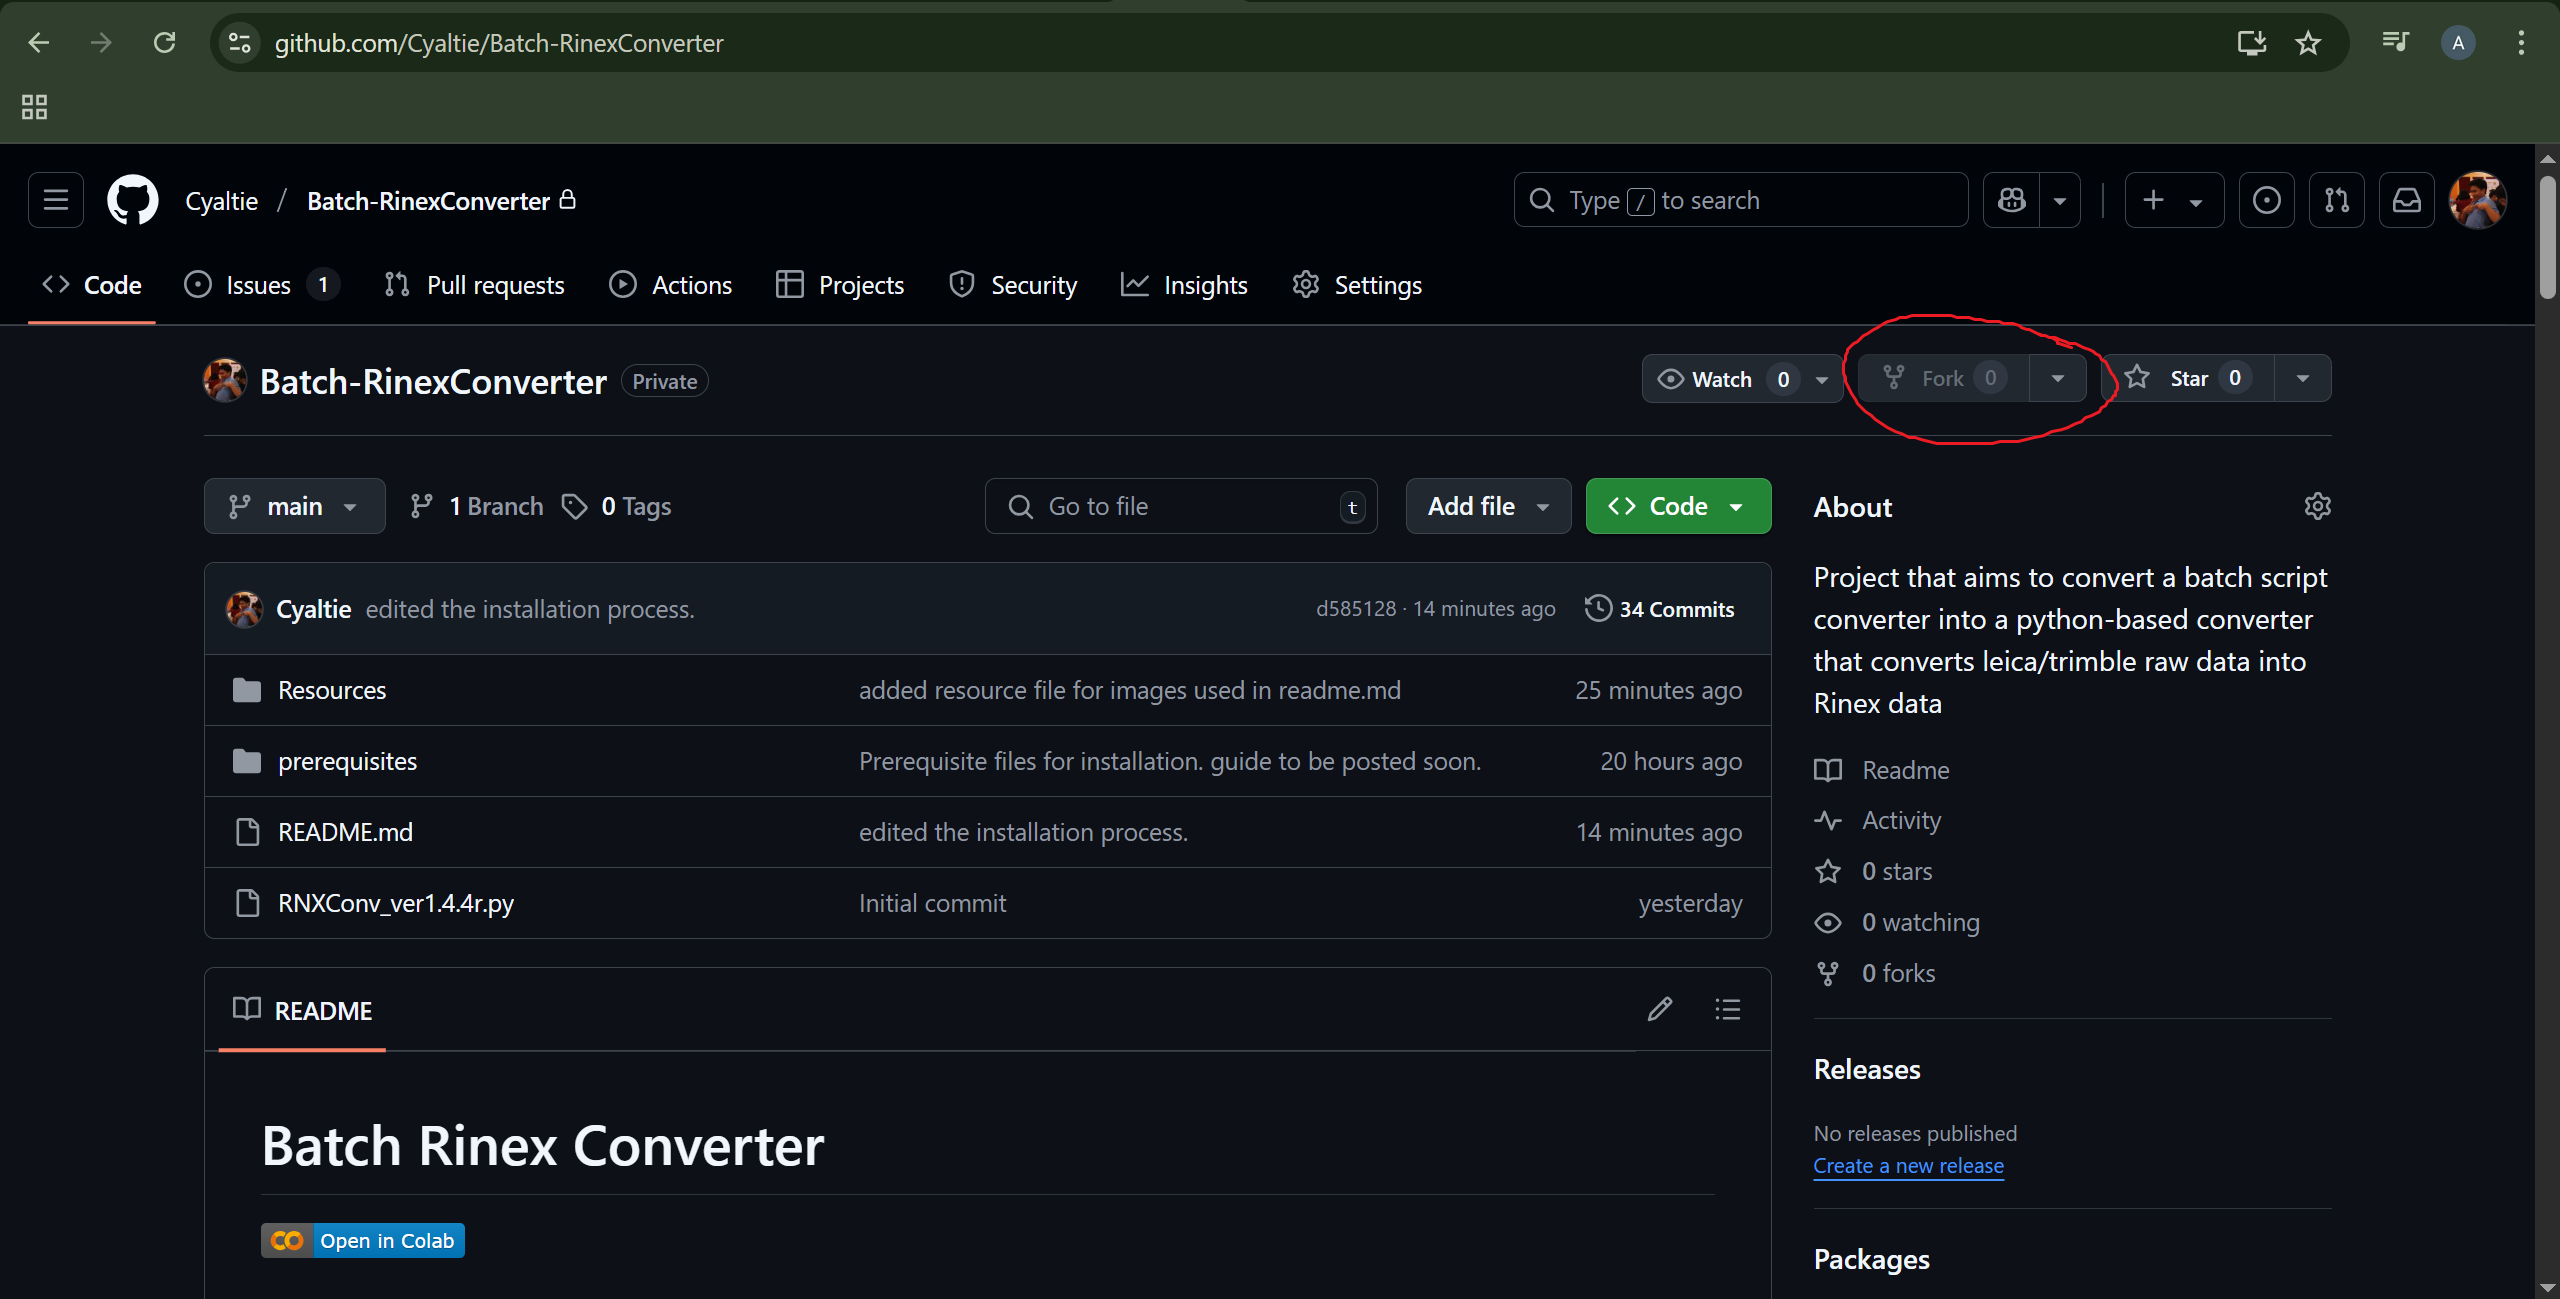 github.com/Cyaltie/Batch-RinexConverter
A
Cyaltie / Batch-RinexConverter
Type / to search
Code
Issues 1
Pull requests
Actions
Projects
Security
Insights
Settings
Batch-RinexConverter Private
Watch 0
Fork 0
Star 0
main
1 Branch
0 Tags
Go to file t
Add file
Code
Cyaltie edited the installation process. d585128 · 14 minutes ago 34 Commits
Resources added resource file for images used in readme.md 25 minutes ago
prerequisites Prerequisite files for installation. guide to be posted soon. 20 hours ago
README.md edited the installation process. 14 minutes ago
RNXConv_ver1.4.4r.py Initial commit yesterday
README
Batch Rinex Converter
Open in Colab
About
Project that aims to convert a batch script
converter into a python-based converter
that converts leica/trimble raw data into
Rinex data
Readme
Activity
0 stars
0 watching
0 forks
Releases
No releases published
Create a new release
Packages